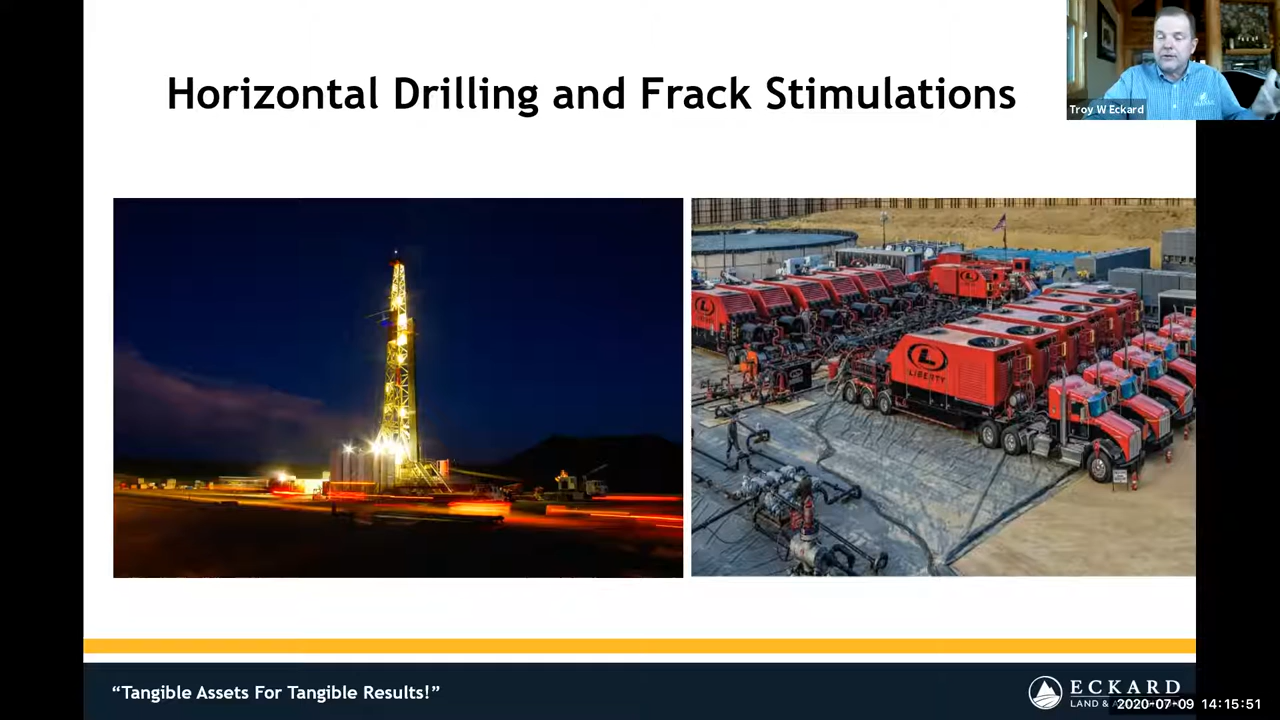 Horizontal Drilling and Frack Stimulations
Troy W Eckard
LIBERTY
“Tangible Assets For Tangible Results!”
ECKARD
LAND &
2020-07-09 14:15:51